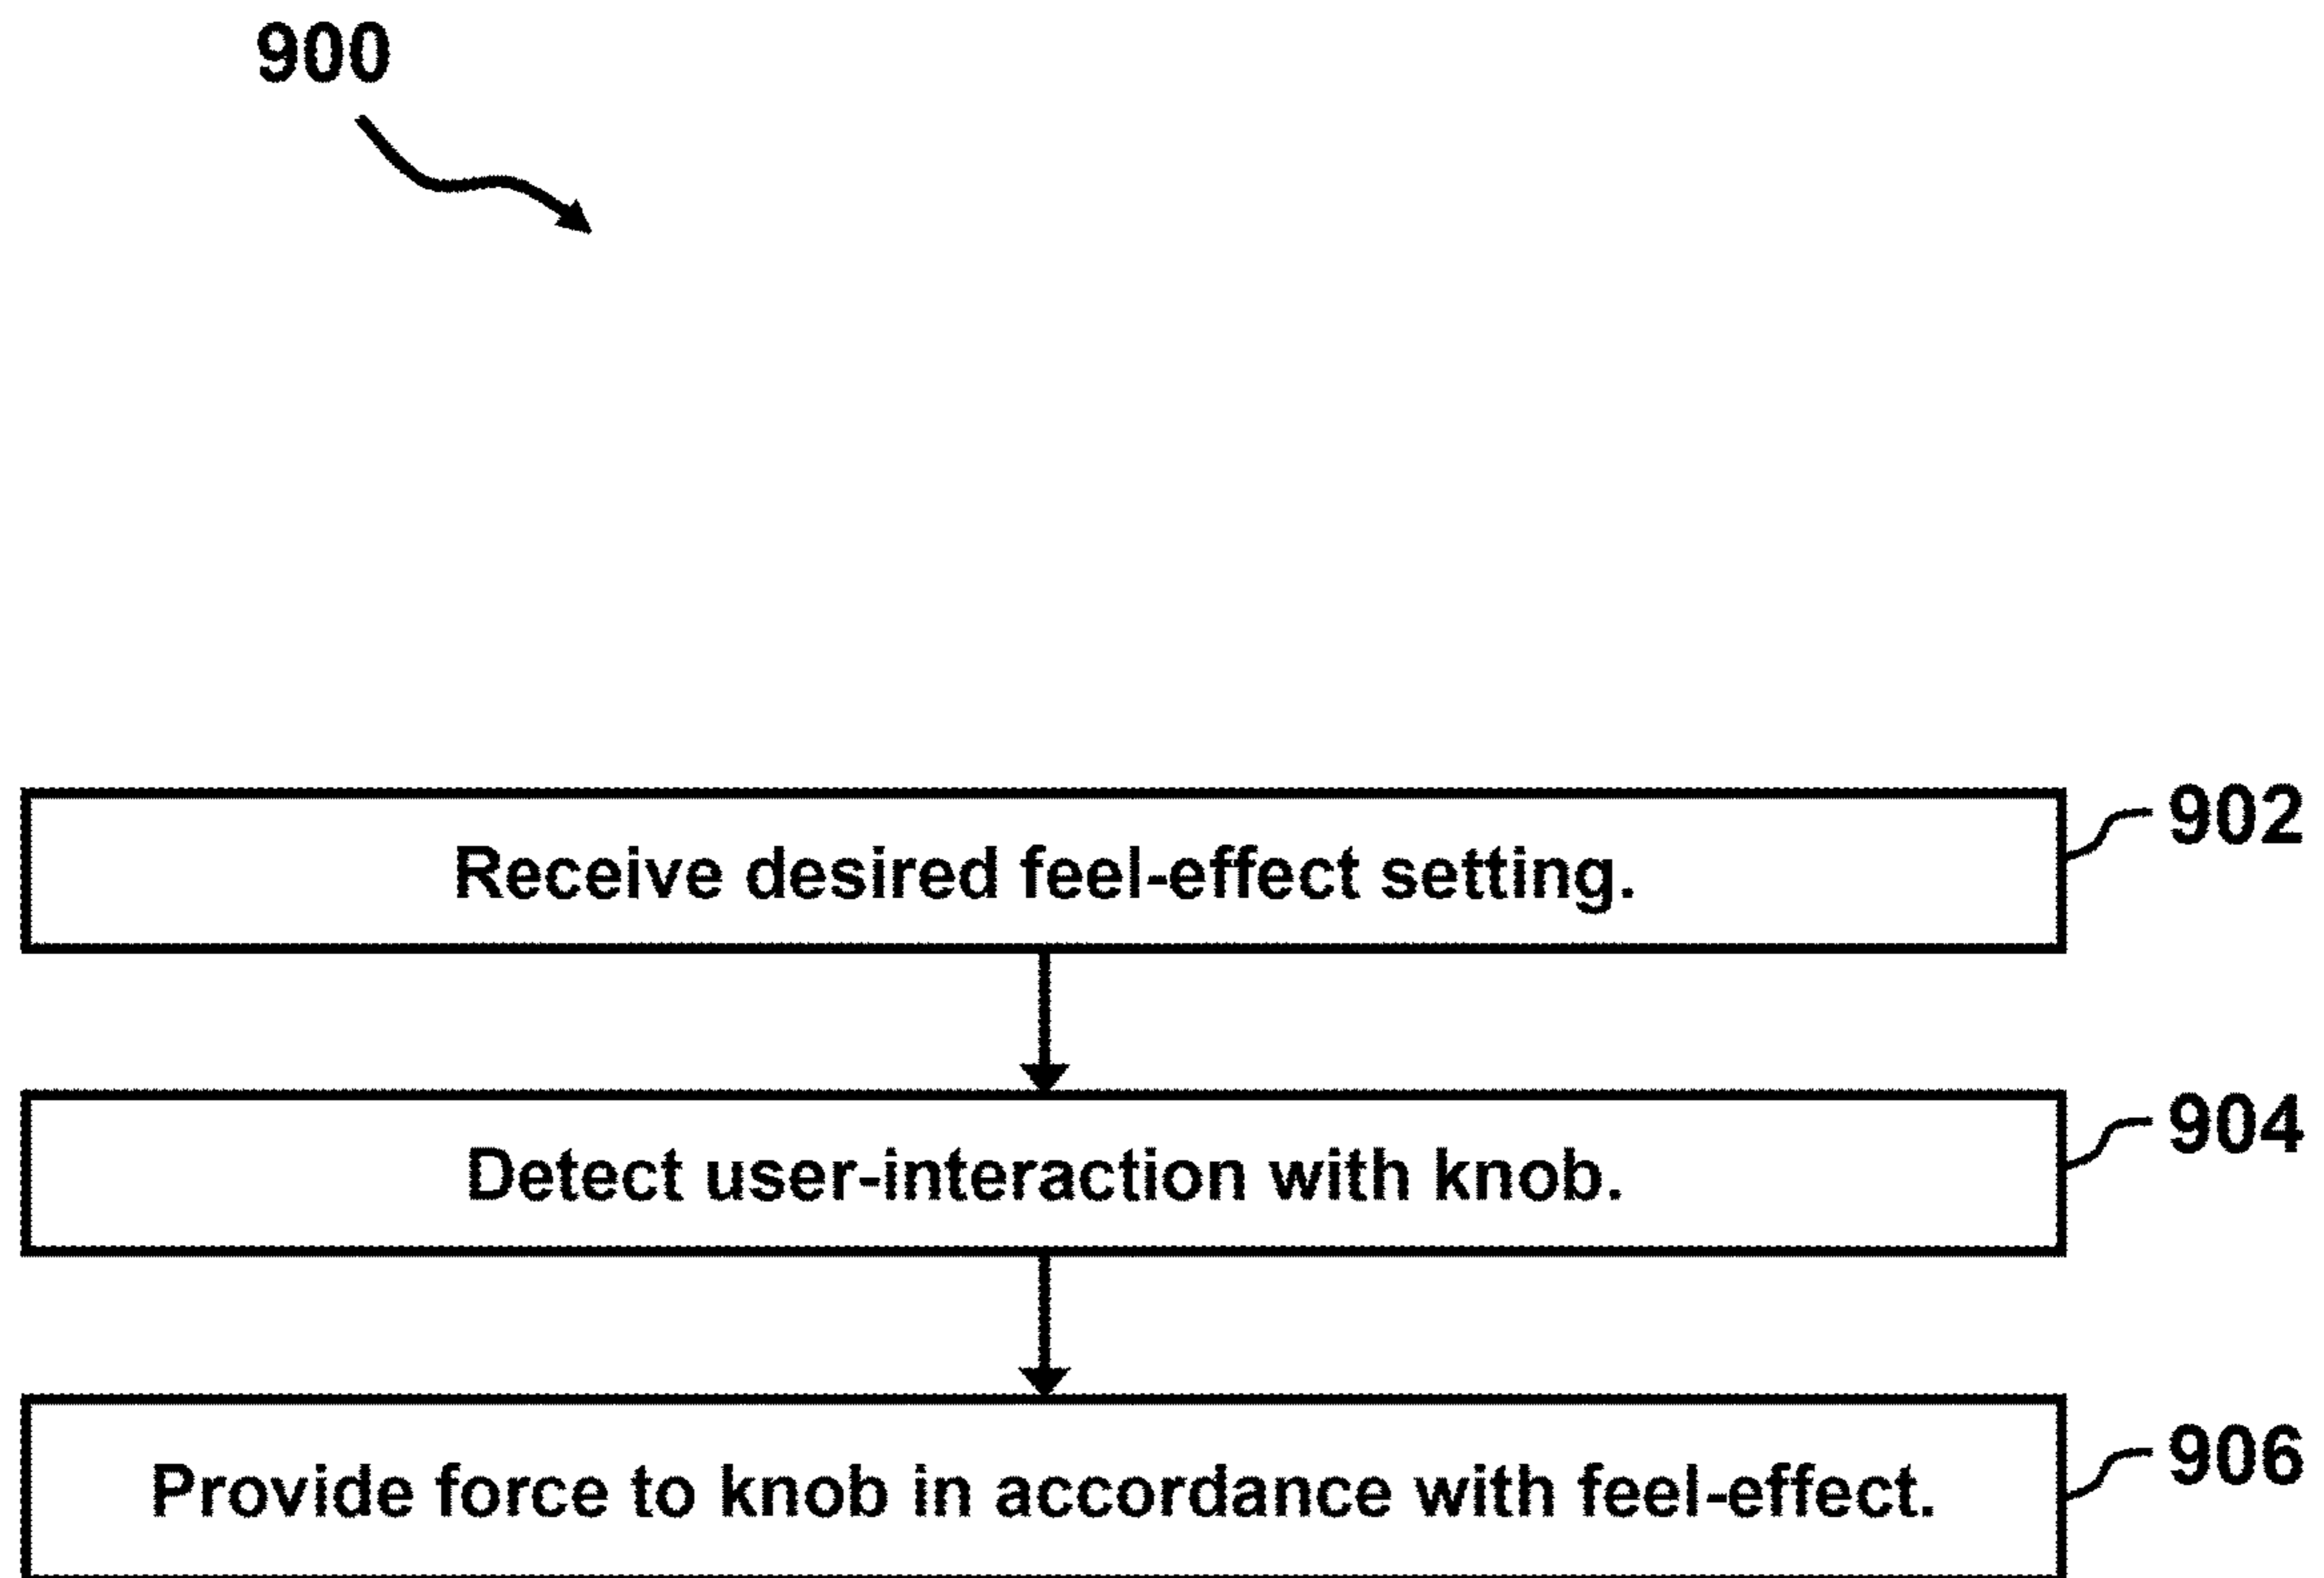 900
Receive desired feel-effect setting.
902
Detect user-interaction with knob.
904
Provide force to knob in accordance with feel-effect.
906